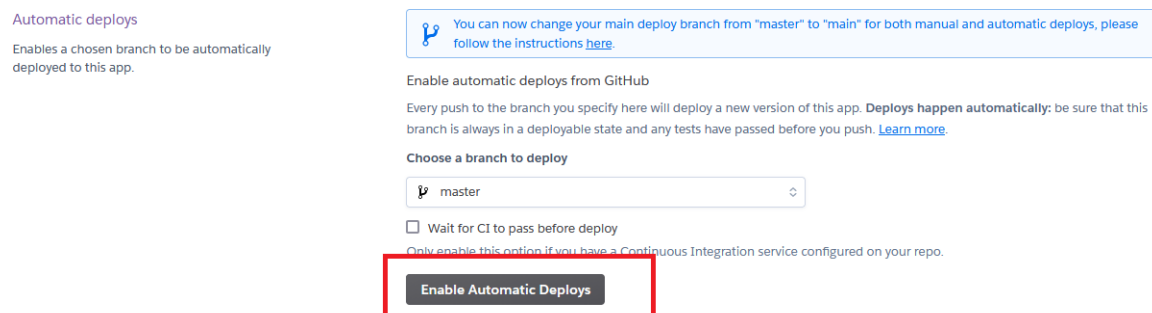 Automatic deploys
Enables a chosen branch to be automatically
deployed to this app.
You can now change your main deploy branch from "master" to "main" for both manual and automatic deploys, please
follow the instructions here.
Enable automatic deploys from GitHub
Every push to the branch you specify here will deploy a new version of this app. Deploys happen automatically: be sure that this
branch is always in a deployable state and any tests have passed before you push. Learn more.
Choose a branch to deploy
master
Wait for CI to pass before deploy
Only enable this option if you have a Continuous Integration service configured on your repo.
Enable Automatic Deploys